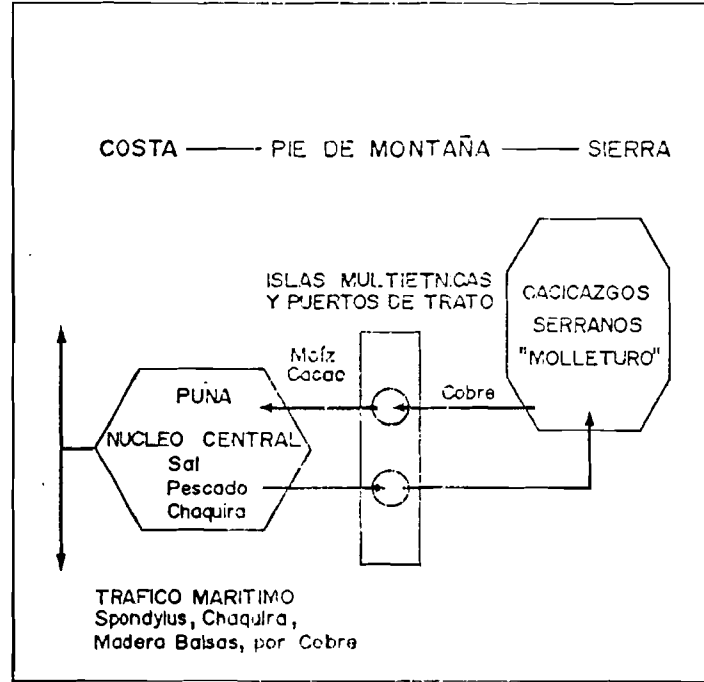 COSTA — PIE DE MONTAÑA — SIERRA
ISLAS MULTIETNICAS
Y PUERTOS DE TRATO
CACICAZGOS
SERRANOS
"MOLLETURO"
Maíz
Cacao
Cobre
PUNA
NUCLEO CENTRAL
Sal
Pescado
Chaquira
TRAFICO MARITIMO
Spondylus, Chaquira,
Madera Balsas, por Cobre